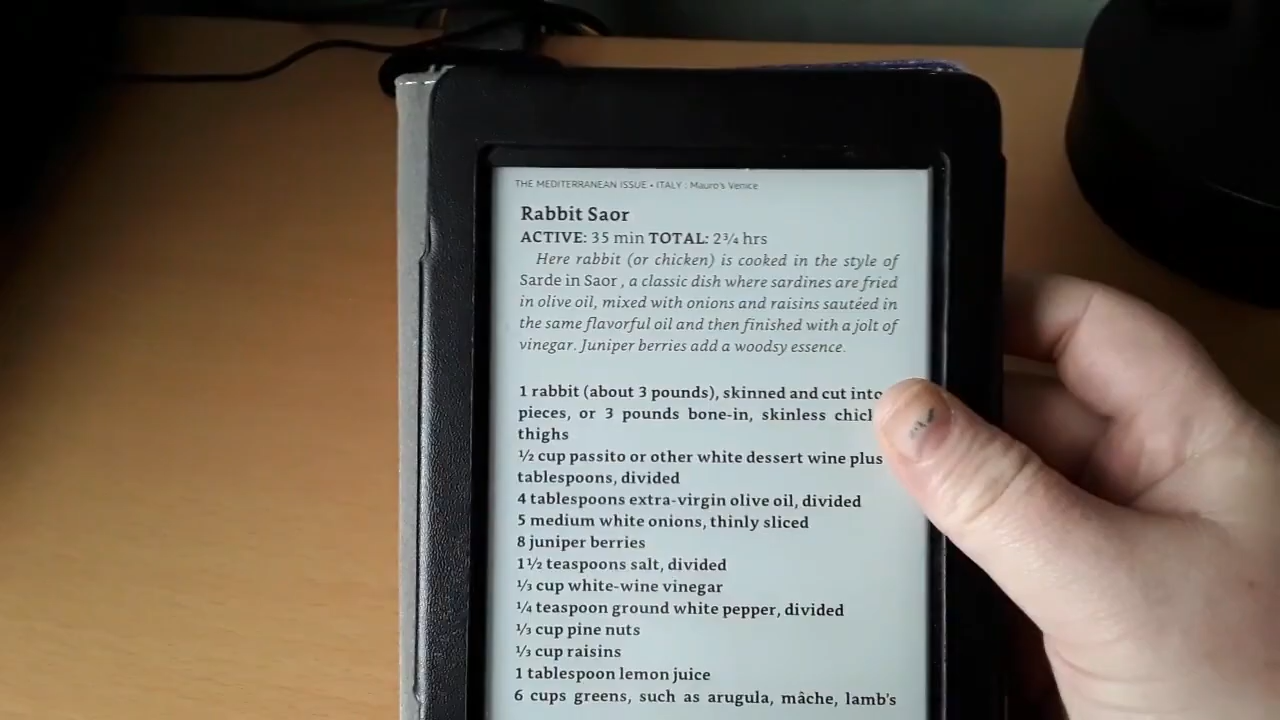 THE MEDITERRANEAN ISSUE • ITALY : Mauro's Venice
Rabbit Saor
ACTIVE: 35 min TOTAL: 2¾ hrs
Here rabbit (or chicken) is cooked in the style of
Sarde in Saor , a classic dish where sardines are fried
in olive oil, mixed with onions and raisins sautéed in
the same flavorful oil and then finished with a jolt of
vinegar. Juniper berries add a woodsy essence.
1 rabbit (about 3 pounds), skinned and cut into
pieces, or 3 pounds bone-in, skinless
thighs
½ cup passito or other white dessert wine plus
tablespoons, divided
4 tablespoons extra-virgin olive oil, divided
5 medium white onions, thinly sliced
8 juniper berries
1½ teaspoons salt, divided
⅓ cup white-wine vinegar
¼ teaspoon ground white pepper, divided
⅓ cup pine nuts
⅓ cup raisins
1 tablespoon lemon juice
6 cups greens, such as arugula, mâche, lamb's